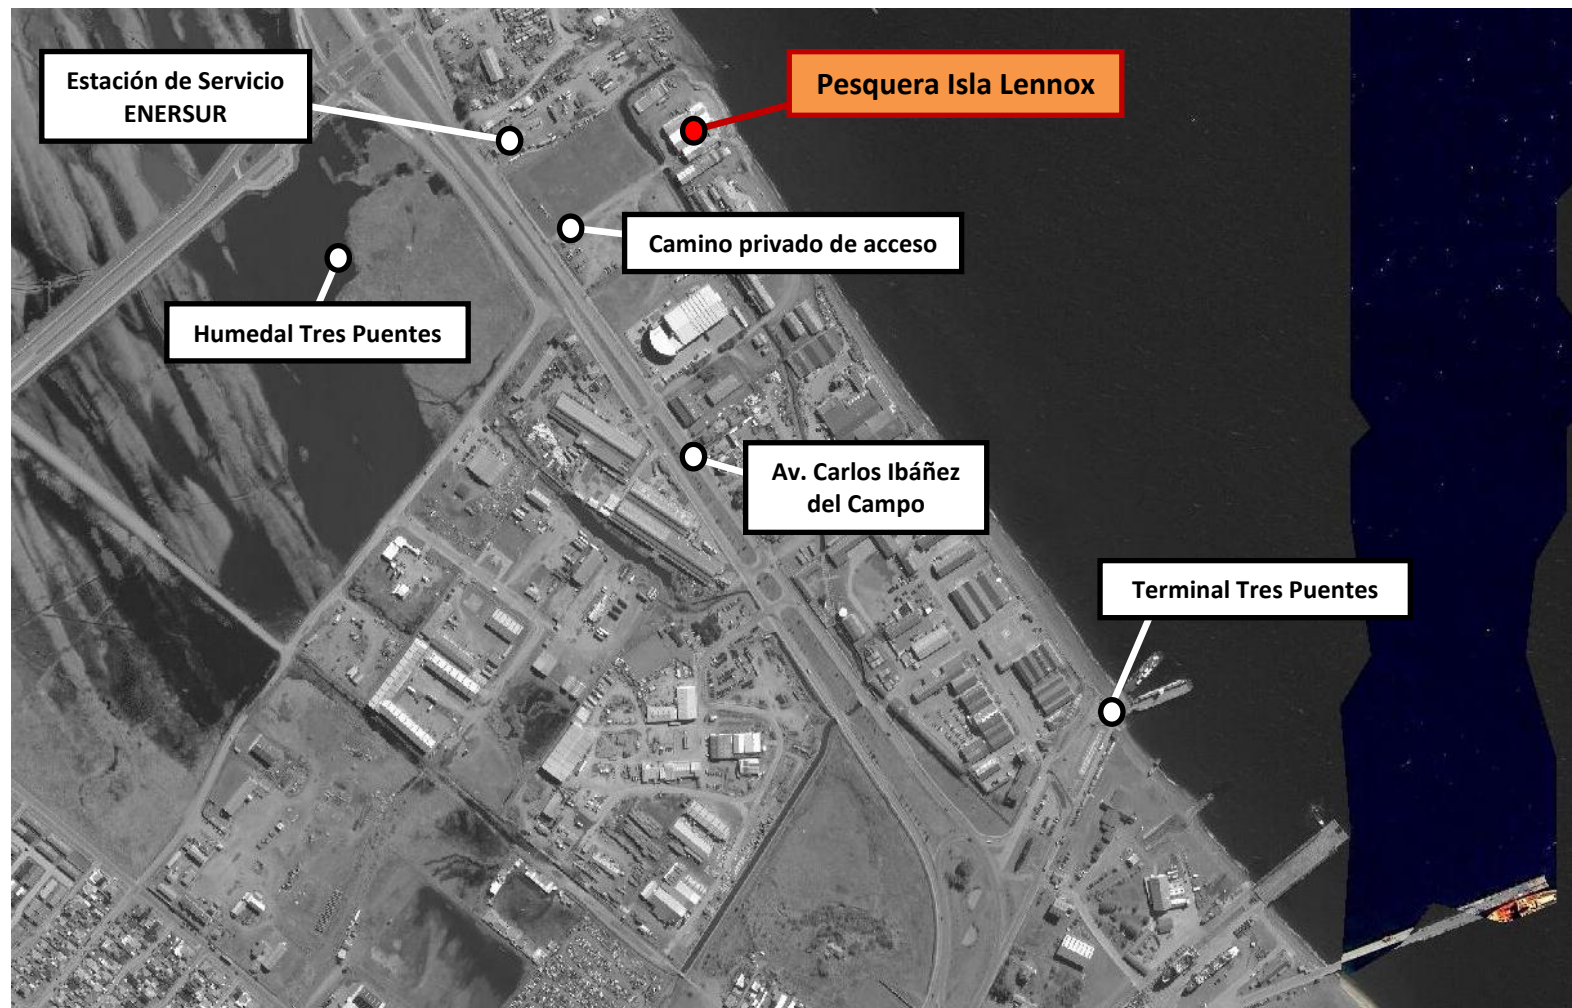 Estación de Servicio
ENERSUR
Pesquera Isla Lennox
Camino privado de acceso
Humedal Tres Puentes
Av. Carlos Ibáñez
del Campo
Terminal Tres Puentes